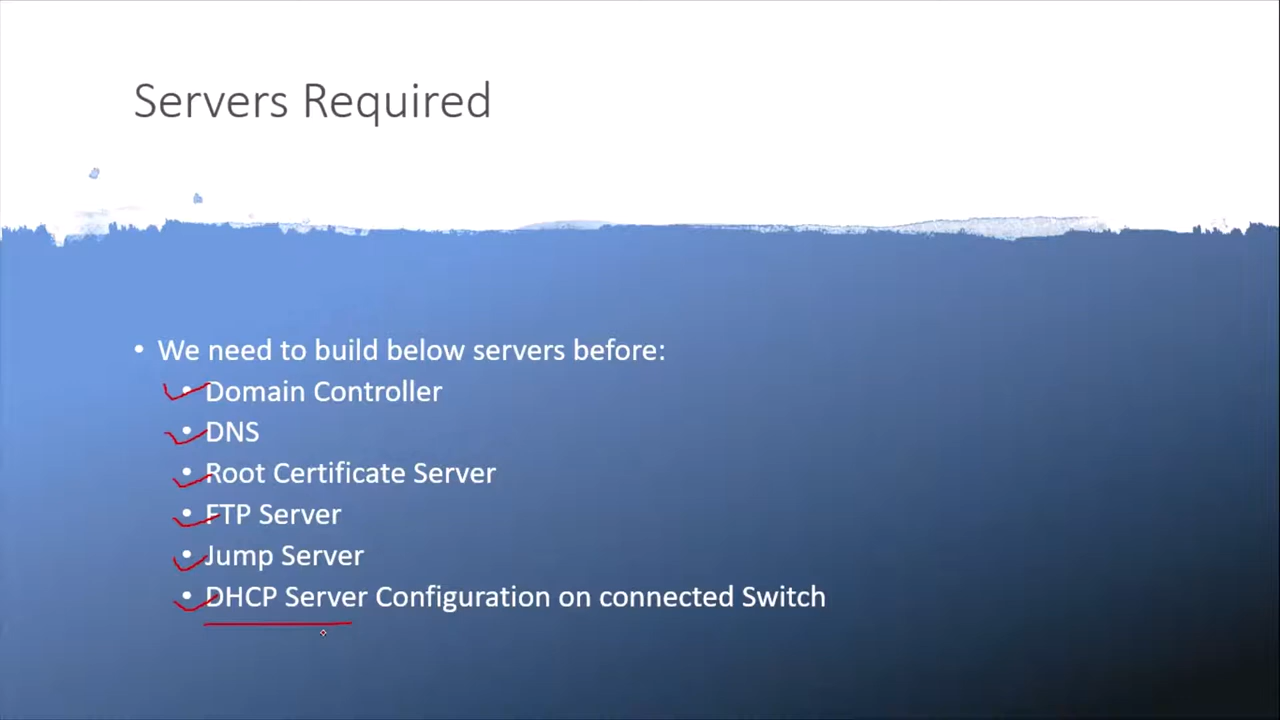 Servers Required
• We need to build below servers before:
• Domain Controller
• DNS
• Root Certificate Server
• FTP Server
• Jump Server
• DHCP Server Configuration on connected Switch